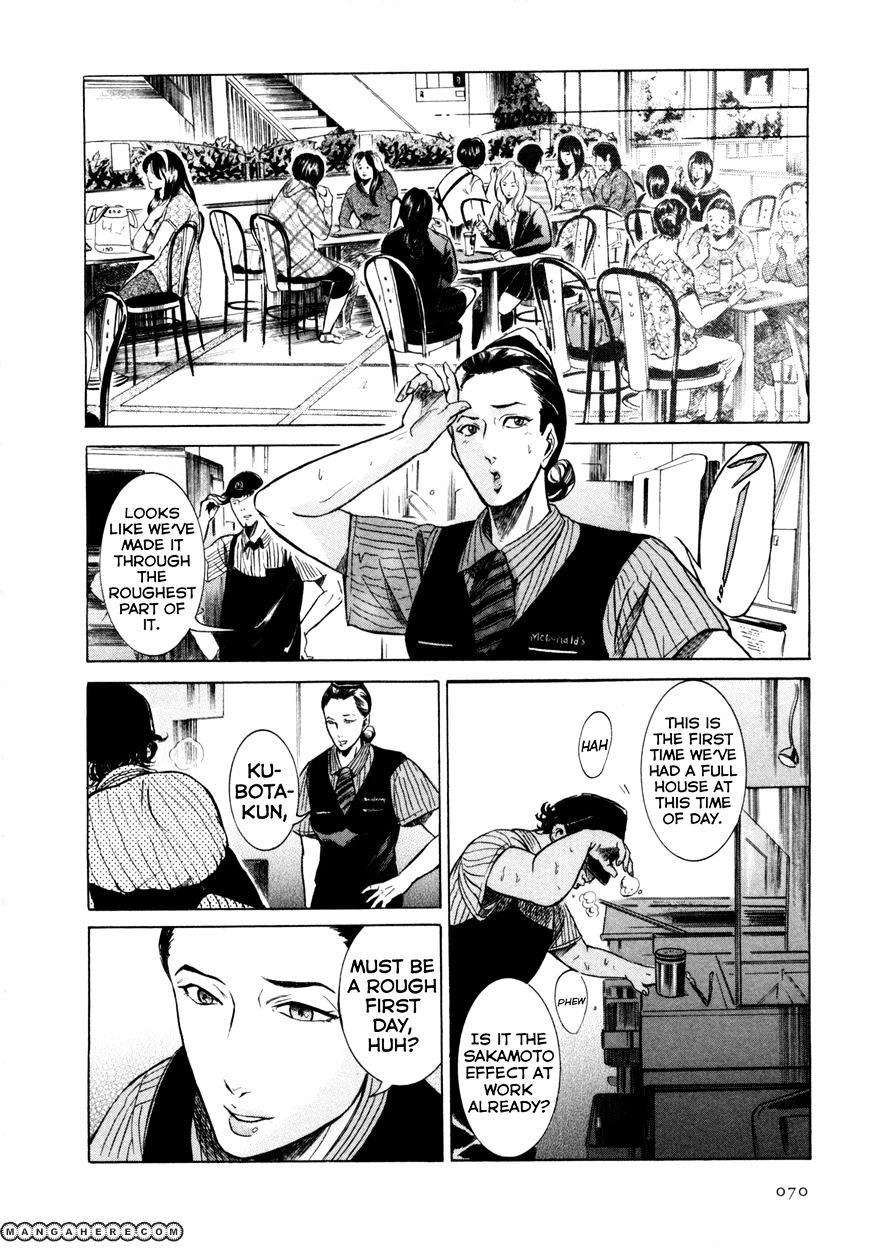 LOOKS
LIKE WE'VE
MADE IT
THROUGH
THE
ROUGHEST
PART OF
IT.
McDonald's
THIS IS
THE FIRST
TIME WE'VE
HAD A FULL
HOUSE AT
THIS TIME
OF DAY.
HAH
PHEW
IS IT THE
SAKAMOTO
EFFECT AT
WORK
ALREADY?
KU-
BOTA-
KUN,
MUST BE
A ROUGH
FIRST
DAY,
HUH?
070
MANGAHERE.COM